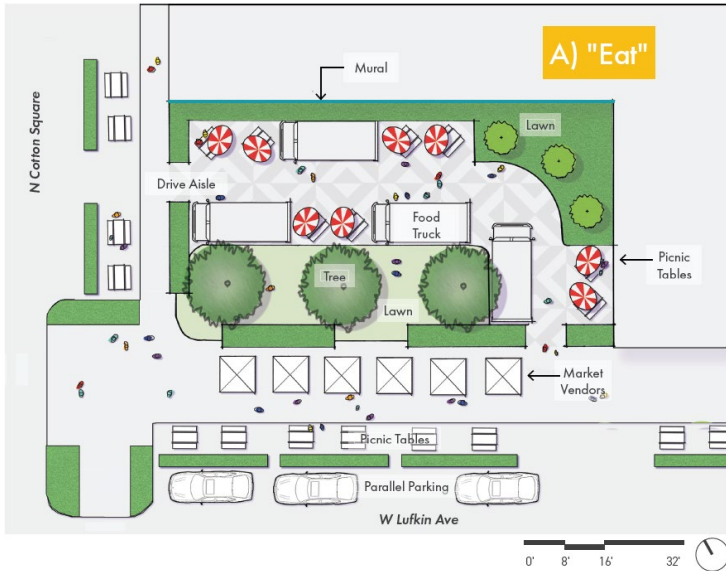 A) "Eat"
Mural
N Cotton Square
Lawn
Drive Aisle
Food
Truck
Picnic
Tables
Tree
Lawn
Market
Vendors
Picnic Tables
Parallel Parking
W Lufkin Ave
0' 8' 16' 32'